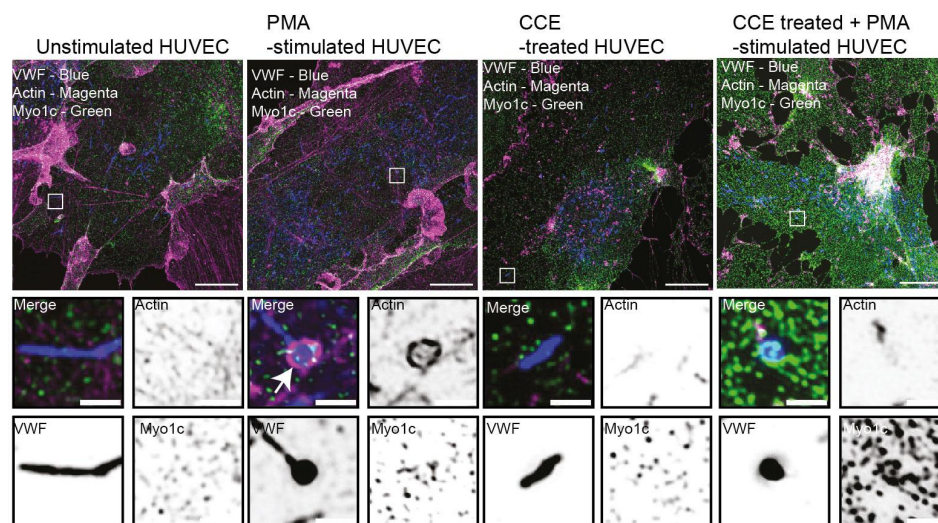 Unstimulated HUVEC
PMA
-stimulated HUVEC
CCE
-treated HUVEC
CCE treated + PMA
-stimulated HUVEC
VWF - Blue
Actin - Magenta
Myo1c - Green
VWF - Blue
Actin - Magenta
Myo1c - Green
VWF - Blue
Actin - Magenta
Myo1c - Green
VWF - Blue
Actin - Magenta
Myo1c - Green
Merge
Actin
Merge
Actin
Merge
Actin
Merge
Actin
VWF
Myo1c
VWF
Myo1c
VWF
Myo1c
VWF
Myo1c